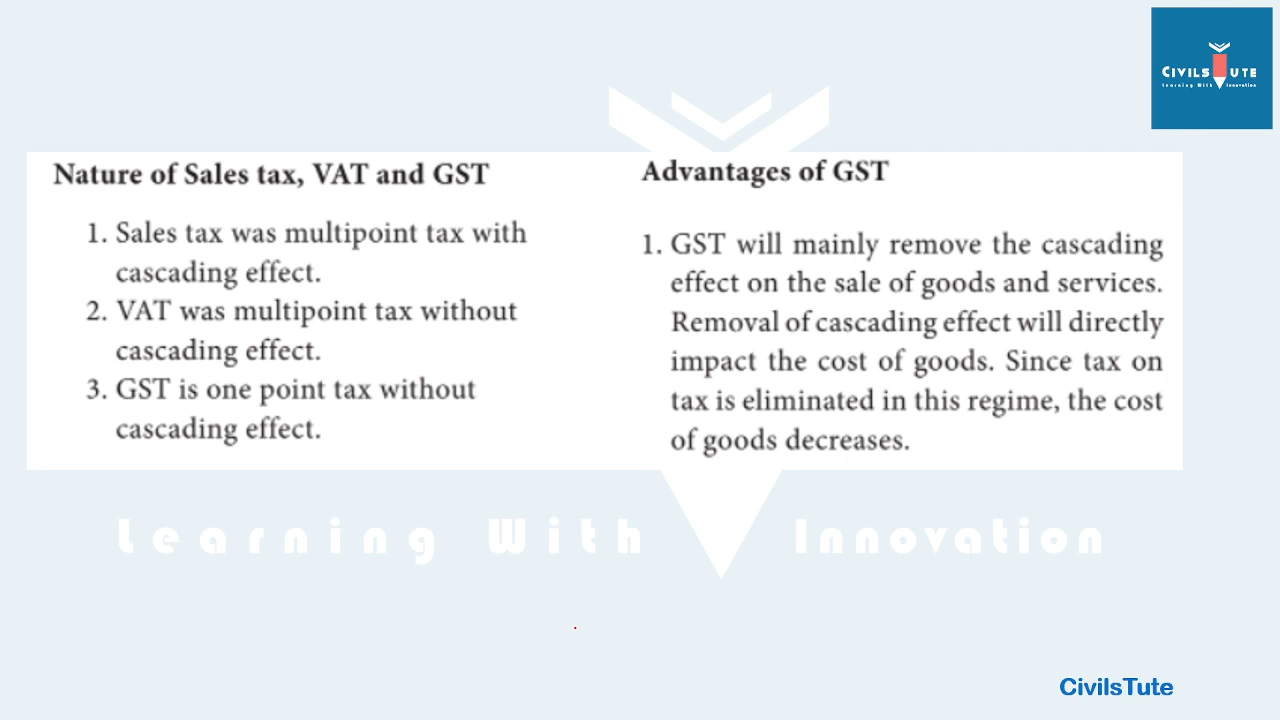 CIVILSTUTE
Learning With Innovation
Nature of Sales tax, VAT and GST
1. Sales tax was multipoint tax with
cascading effect.
2. VAT was multipoint tax without
cascading effect.
3. GST is one point tax without
cascading effect.
Advantages of GST
1. GST will mainly remove the cascading
effect on the sale of goods and services.
Removal of cascading effect will directly
impact the cost of goods. Since tax on
tax is eliminated in this regime, the cost
of goods decreases.
Learning With Innovation
CivilsTute